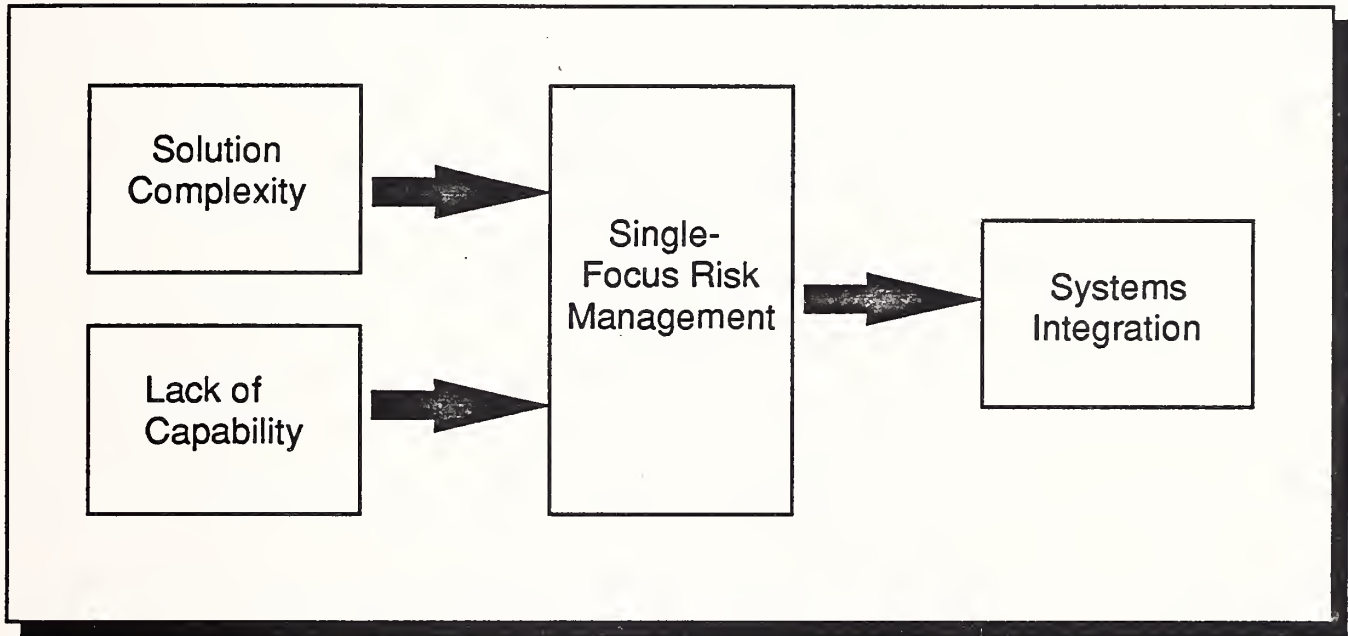 Solution
Complexity
Lack of
Capability
Single-
Focus Risk
Management
Systems
Integration